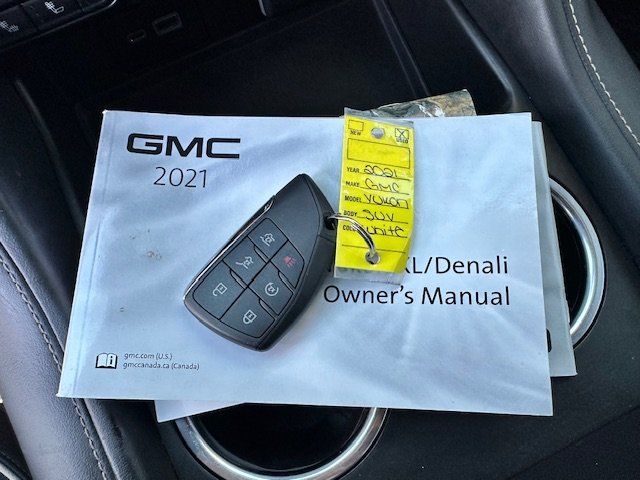 GMC
2021
NEW
USED
YEAR 2021
MAKE GMC
MODEL YUKON
BODY SUV
white
XL/Denali
Owner's Manual
gmc.com (U.S.)
gmccanada.ca (Canada)